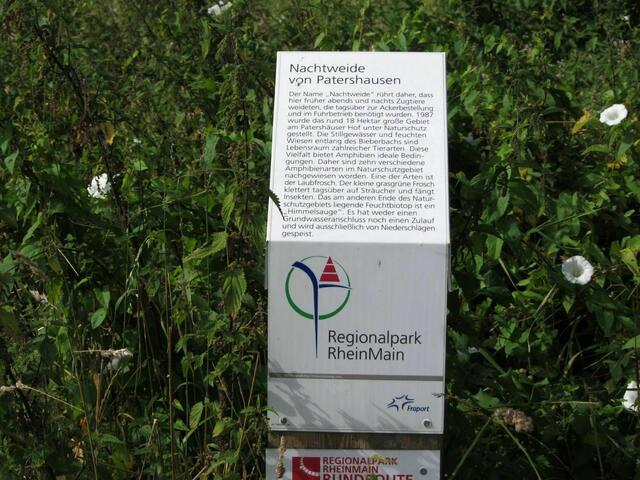 Nachtweide
von Patershausen
Der Name „Nachtweide" rührt daher, dass
hier früher abends und nachts Zugtiere
weideten, die tagsüber zur Ackerbestellung
und im Fuhrbetrieb benötigt wurden. 1987
wurde das rund 18 Hektar große Gebiet
am Patershäuser Hof unter Naturschutz
gestellt. Die Stillgewässer und feuchten
Wiesen entlang des Bieberbachs sind
Lebensraum zahlreicher Tierarten. Diese
Vielfalt bietet Amphibien ideale Bedin-
gungen. Daher sind zehn verschiedene
Amphibienarten im Naturschutzgebiet
nachgewiesen worden. Eine der Arten ist
der Laubfrosch. Der kleine grasgrüne Frosch
klettert tagsüber auf Sträucher und fängt
Insekten. Das am anderen Ende des Natur-
schutzgebiets liegende Feuchtbiotop ist ein
„Himmelsauge". Es hat weder einen
Grundwasseranschluss noch einen Zulauf
und wird ausschließlich von Niederschlägen
gespeist.
Regionalpark
RheinMain
Fraport
REGIONALPARK
RHEINMAIN
RUNDROUTE